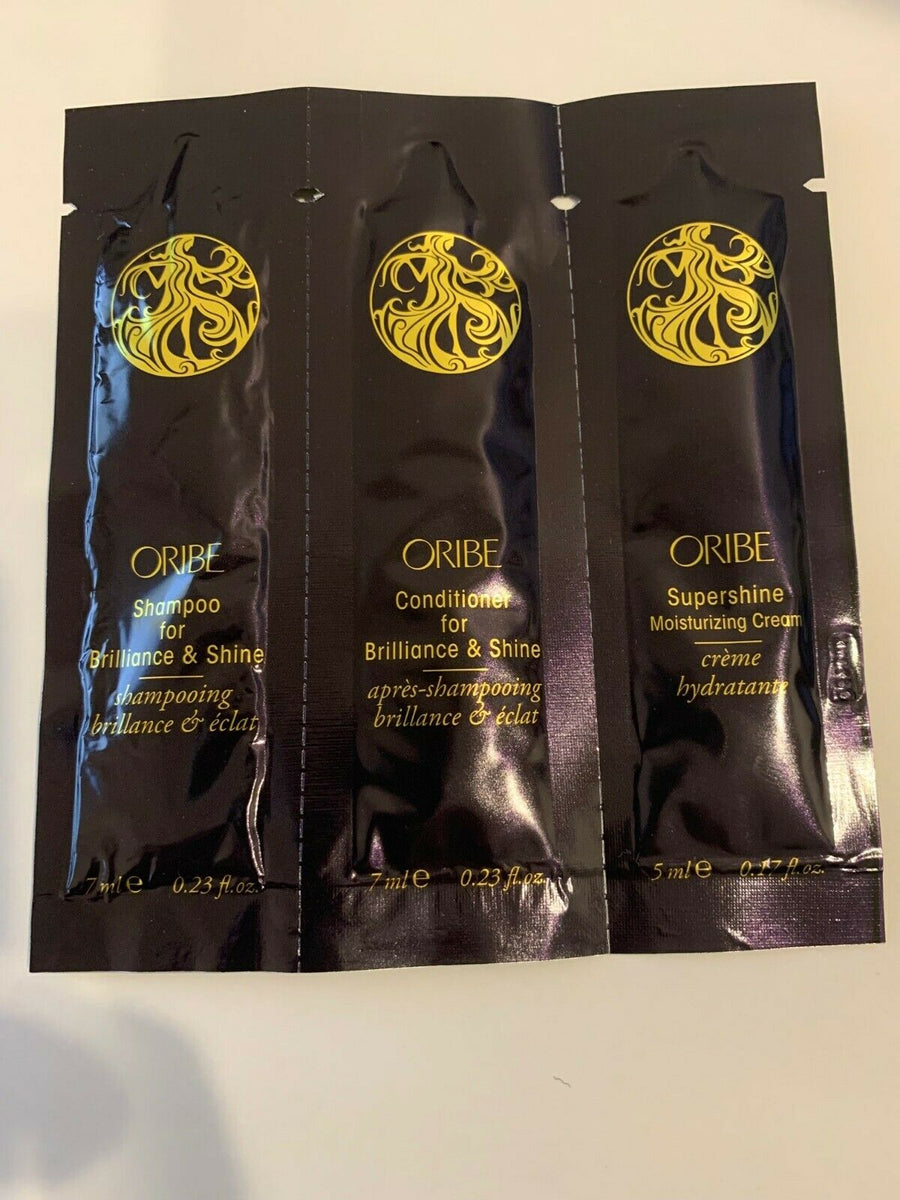 ORIBE
Shampoo
for
Brilliance & Shine
shampooing
brillance & éclat
7 ml e 0.23 fl.oz.
ORIBE
Conditioner
for
Brilliance & Shine
après-shampooing
brillance & éclat
7 ml e 0.23 fl.oz.
ORIBE
Supershine
Moisturizing Cream
crème
hydratante
5 ml e 0.17 fl.oz.